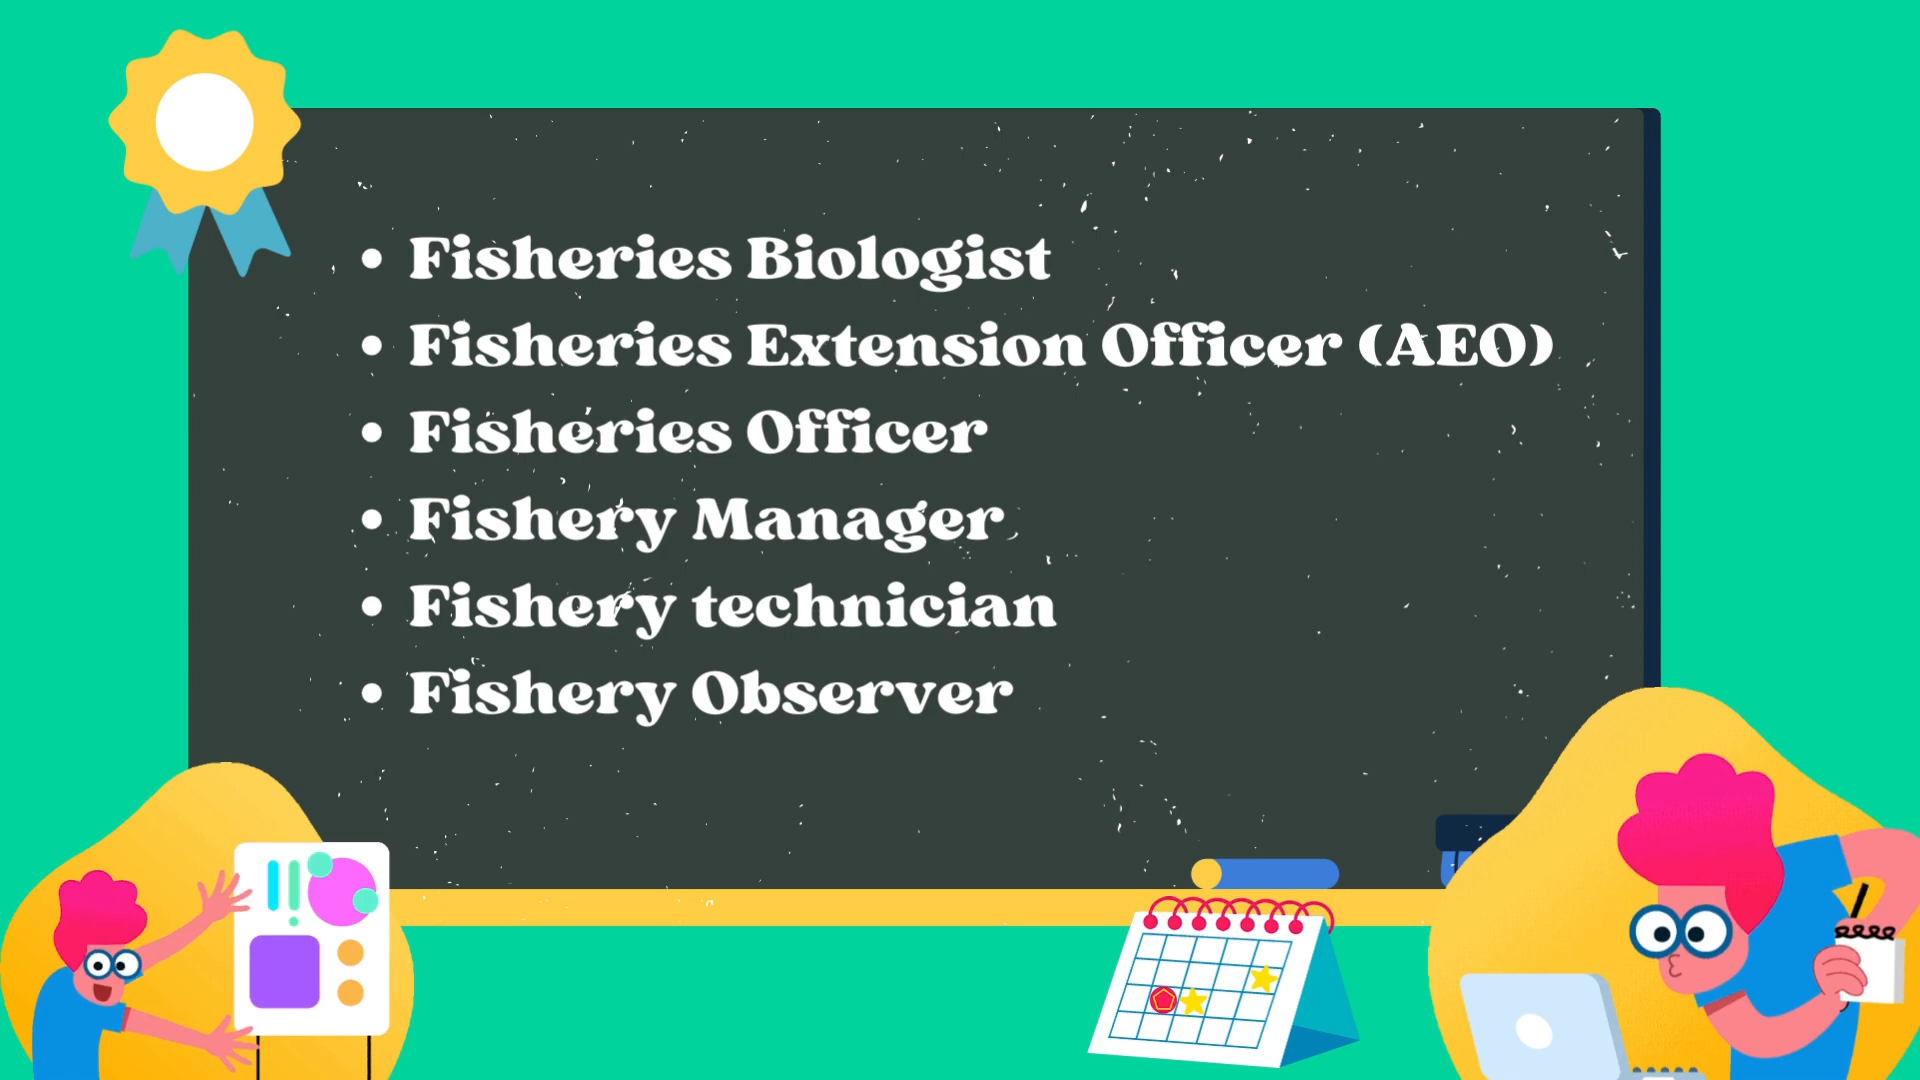 • Fisheries Biologist
• Fisheries Extension Officer (AEO)
• Fisheries Officer
• Fishery Manager
• Fishery technician
• Fishery Observer